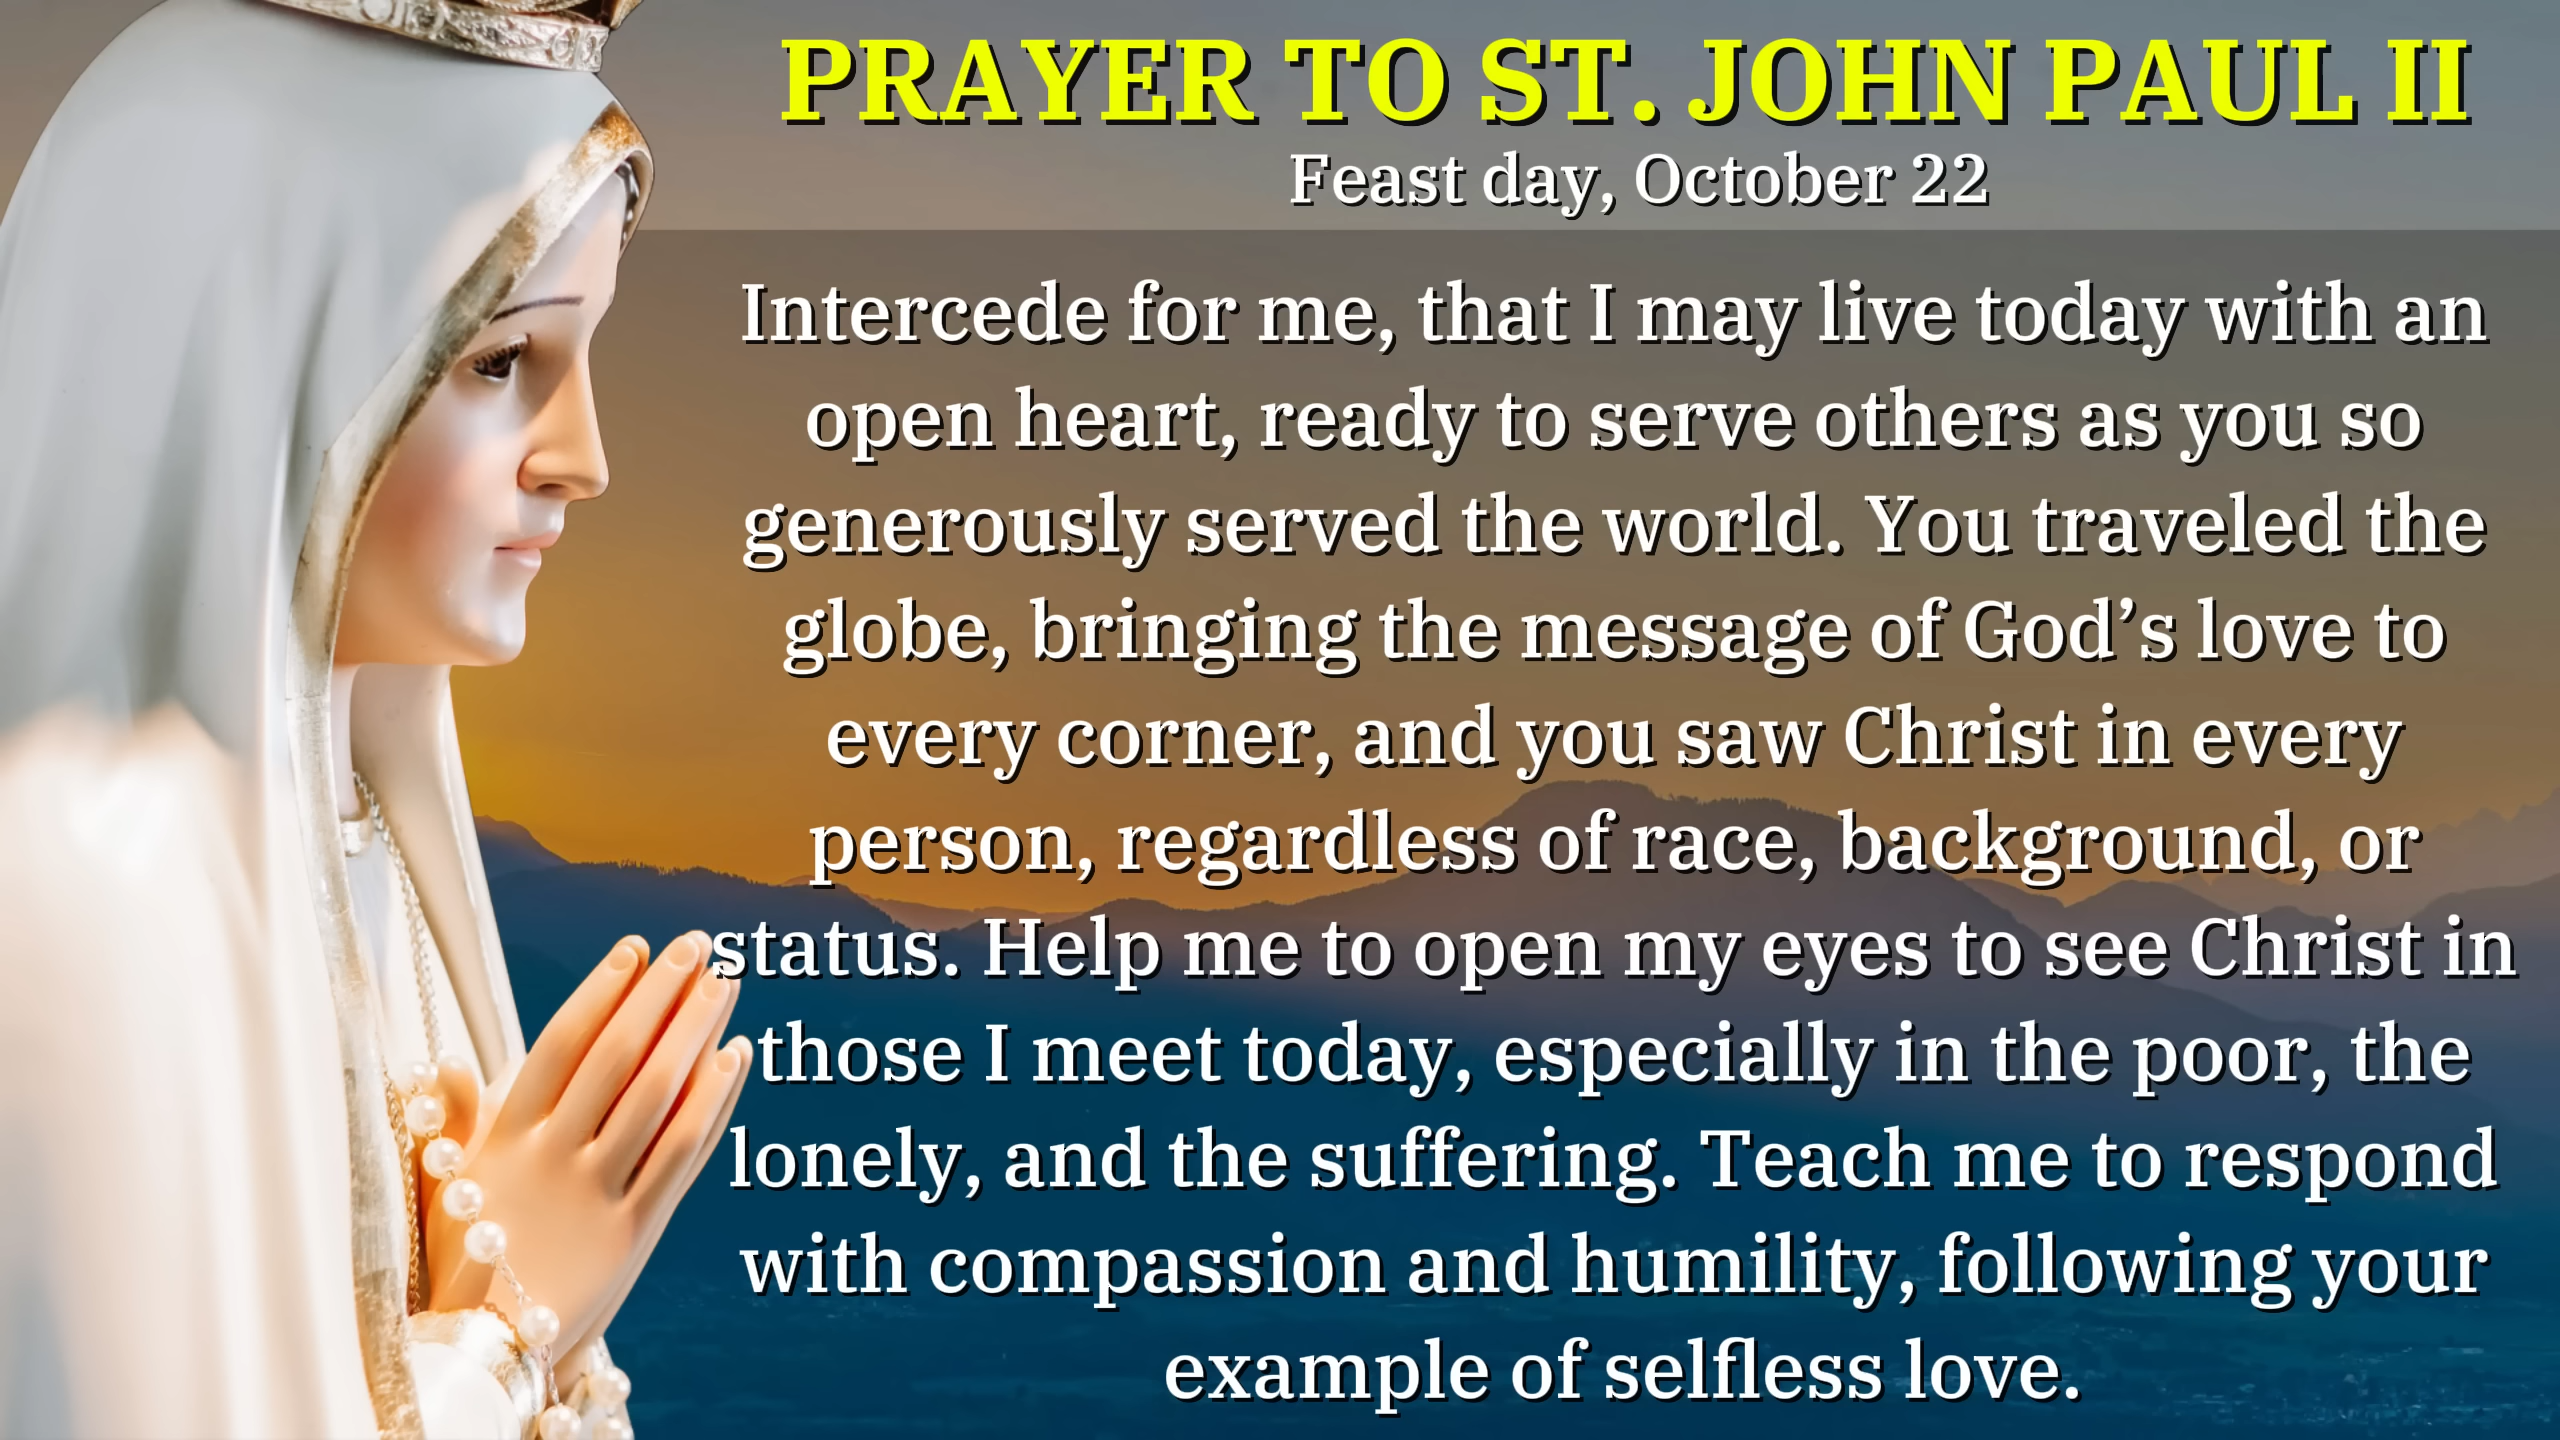 PRAYER TO ST. JOHN PAUL II
Feast day, October 22
Intercede for me, that I may live today with an
open heart, ready to serve others as you so
generously served the world. You traveled the
globe, bringing the message of God’s love to
every corner, and you saw Christ in every
person, regardless of race, background, or
status. Help me to open my eyes to see Christ in
those I meet today, especially in the poor, the
lonely, and the suffering. Teach me to respond
with compassion and humility, following your
example of selfless love.